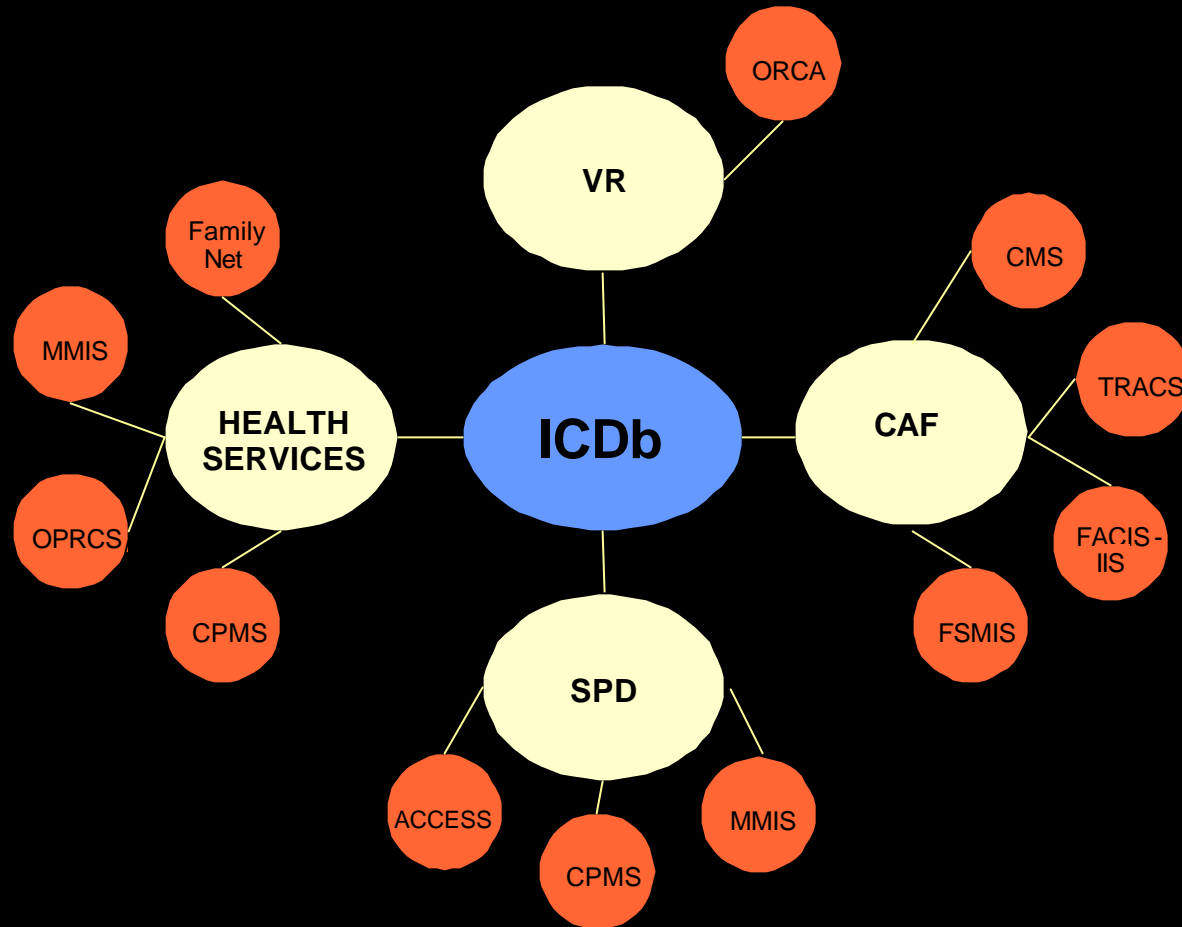 ORCA
VR
Family
Net
CMS
MMIS
TRACS
HEALTH
SERVICES
ICDb
CAF
OPRCS
FACIS -
IIS
CPMS
FSMIS
SPD
ACCESS
CPMS
MMIS